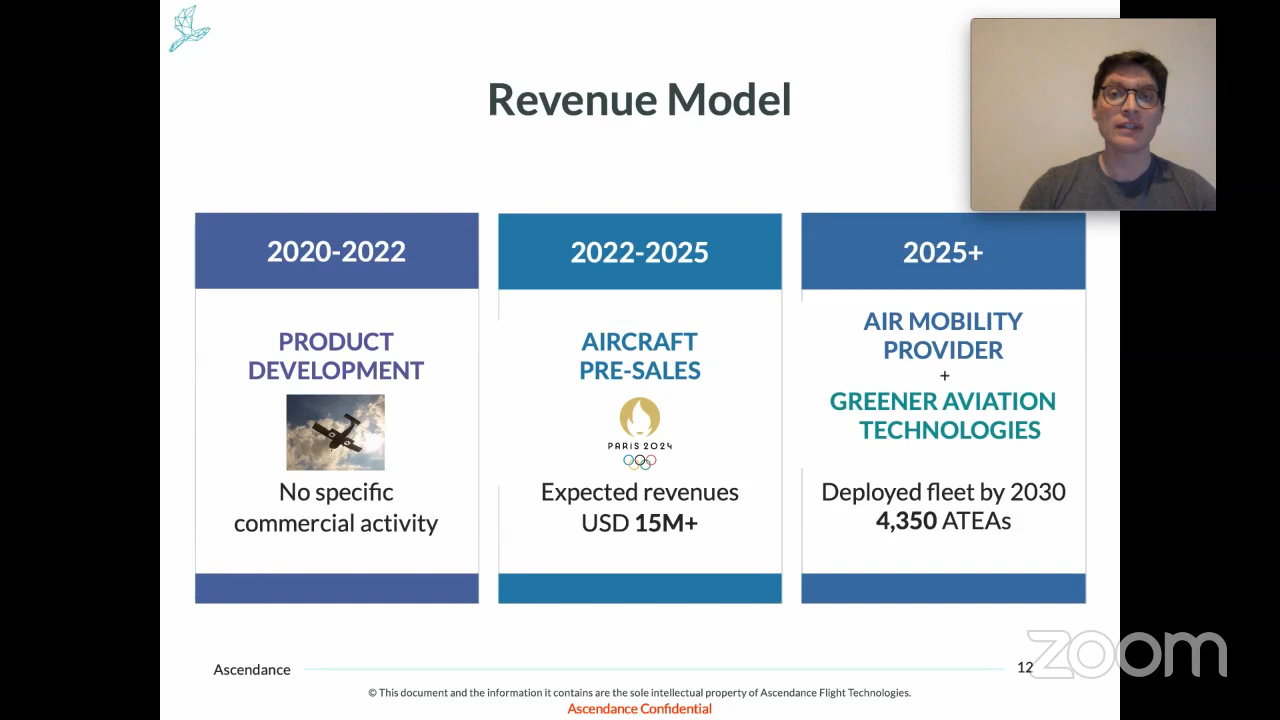 Revenue Model
2020-2022
PRODUCT
DEVELOPMENT
No specific
commercial activity
2022-2025
AIRCRAFT
PRE-SALES
PARIS 2024
Expected revenues
USD 15M+
2025+
AIR MOBILITY
PROVIDER
+
GREENER AVIATION
TECHNOLOGIES
Deployed fleet by 2030
4,350 ATEAs
Ascendance
12
zoom
© This document and the information it contains are the sole intellectual property of Ascendance Flight Technologies.
Ascendance Confidential